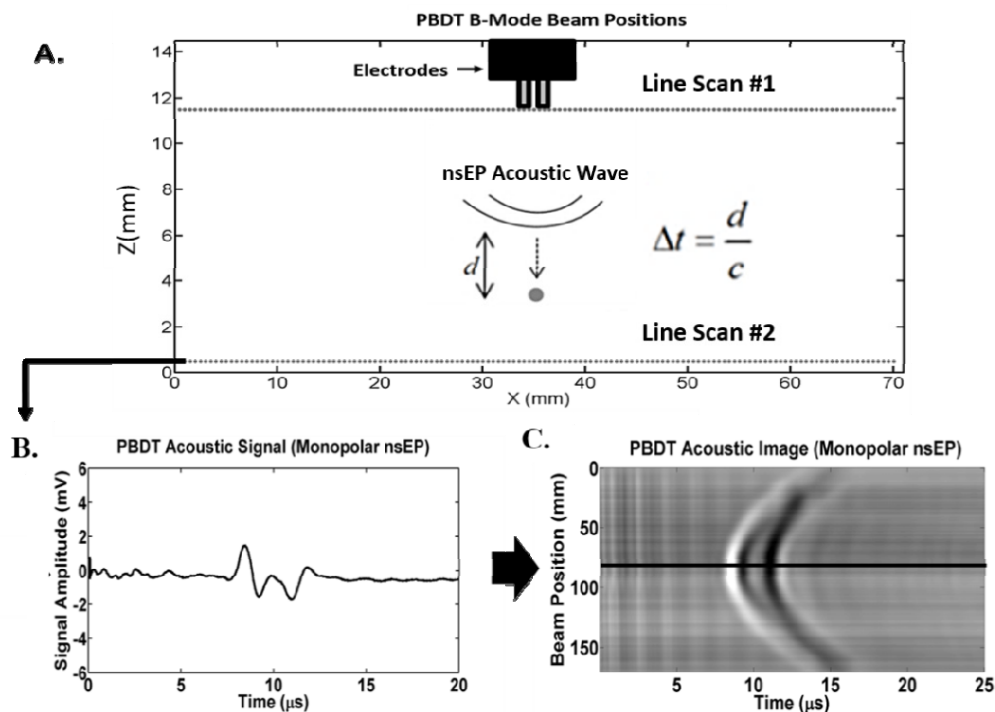 PBDT B-Mode Beam Positions
A.
14
12
10
8
6
4
2
0
Z(mm)
Electrodes
Line Scan #1
nsEP Acoustic Wave
d
Δt = d/c
Line Scan #2
0 10 20 30 40 50 60 70
X (mm)
B.
PBDT Acoustic Signal (Monopolar nsEP)
6
4
2
0
-2
-4
-6
Signal Amplitude (mV)
0 5 10 15 20
Time (μs)
C.
PBDT Acoustic Image (Monopolar nsEP)
0
50
100
150
Beam Position (mm)
5 10 15 20 25
Time (μs)